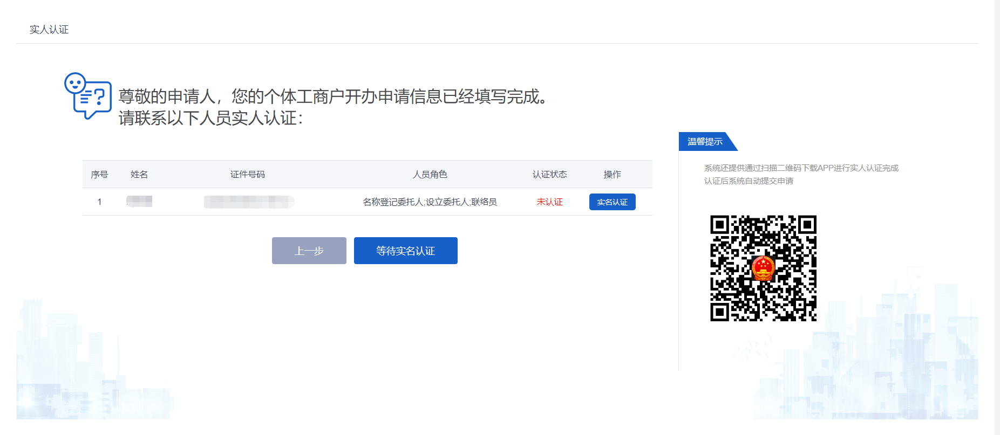 实人认证
尊敬的申请人，您的个体工商户开办申请信息已经填写完成。
请联系以下人员实人认证：
序号 姓名 证件号码 人员角色 认证状态 操作
1 名称登记委托人;设立委托人;联络员 未认证 实名认证
上一步 等待实名认证
温馨提示
系统还提供通过扫描二维码下载APP进行实人认证完成
认证后系统自动提交申请